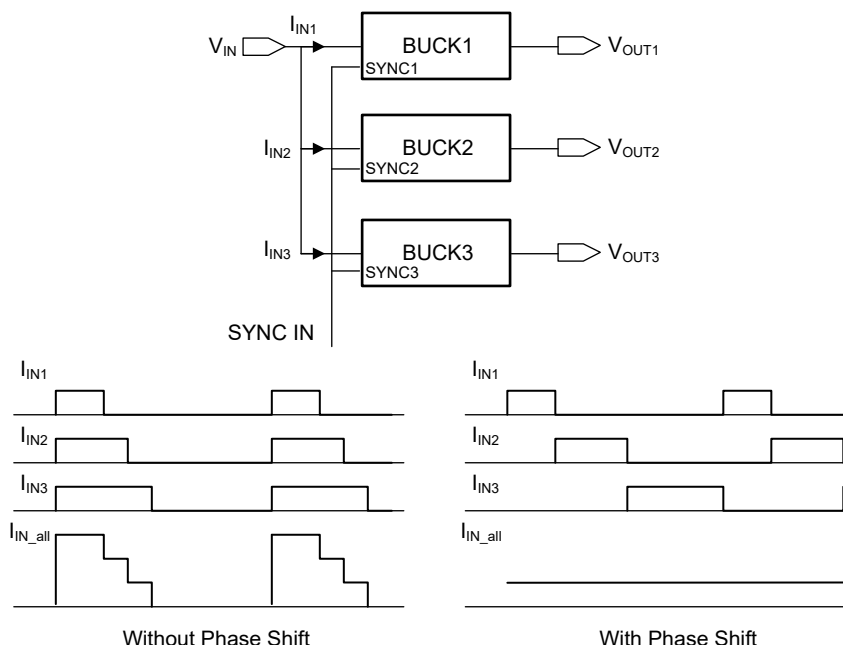 I_IN1
V_IN BUCK1 V_OUT1
SYNC1
I_IN2 BUCK2 V_OUT2
SYNC2
I_IN3 BUCK3 V_OUT3
SYNC3
SYNC IN
I_IN1
I_IN2
I_IN3
I_IN_all
Without Phase Shift
I_IN1
I_IN2
I_IN3
I_IN_all
With Phase Shift